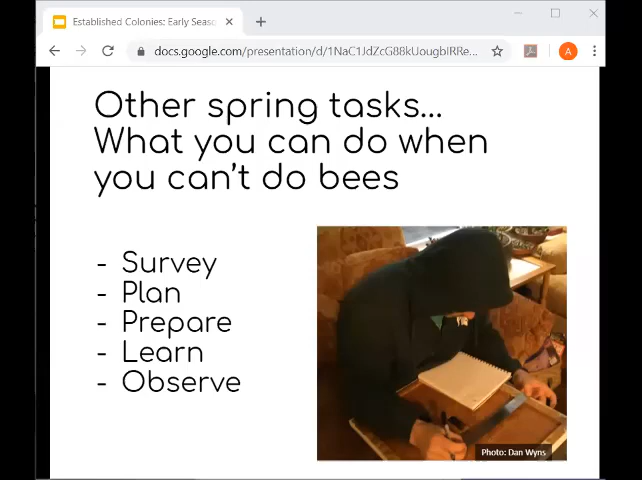 Established Colonies: Early Seaso
docs.google.com/presentation/d/1NaC1JdZcG88kUougbIRRe...
A
Other spring tasks...
What you can do when
you can't do bees
- Survey
- Plan
- Prepare
- Learn
- Observe
Photo: Dan Wyns